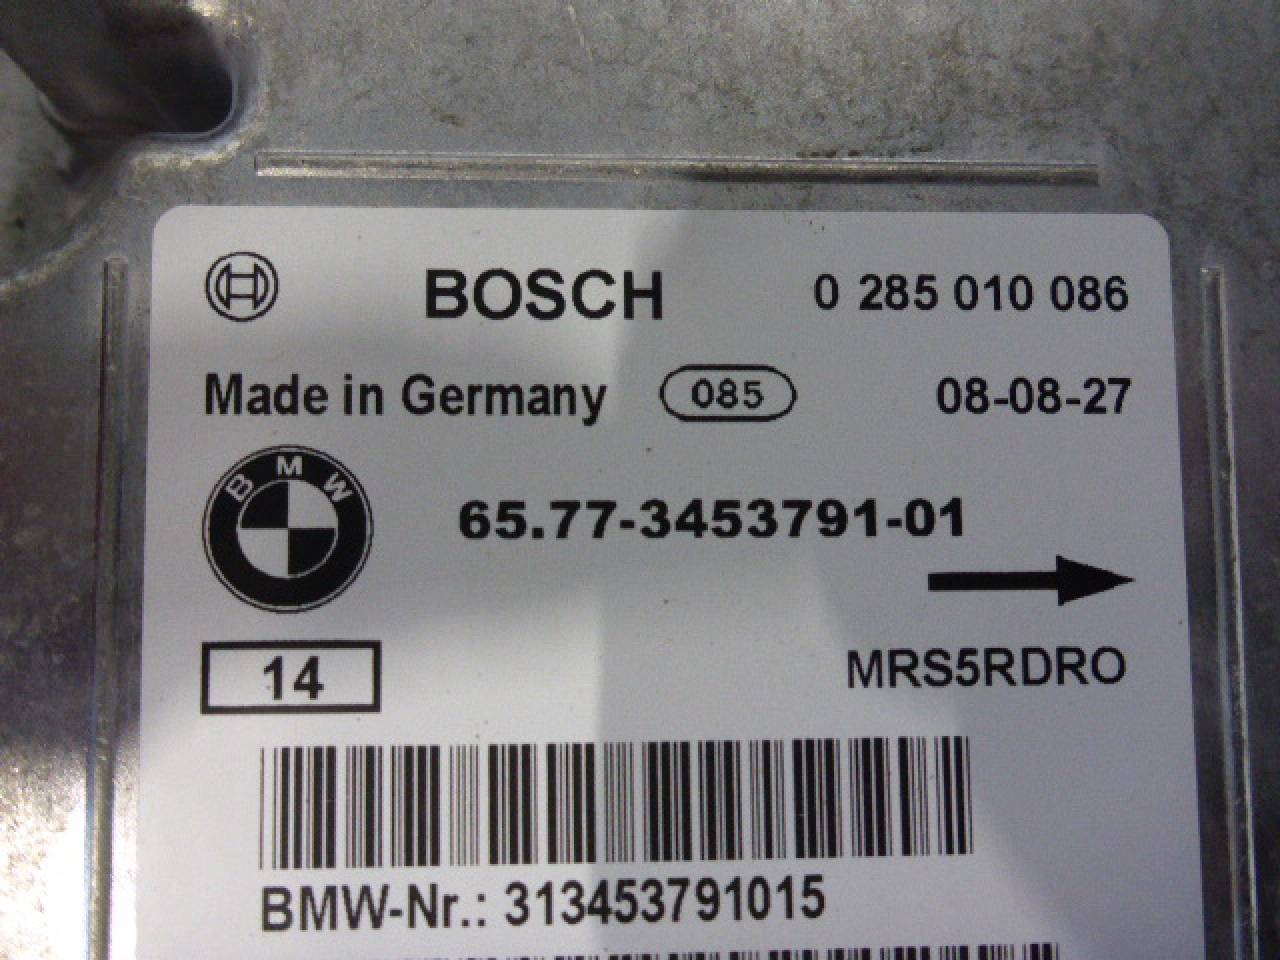 BOSCH 0 285 010 086
Made in Germany 085 08-08-27
BMW
65.77-3453791-01
14 MRS5RDRO
BMW-Nr.: 313453791015